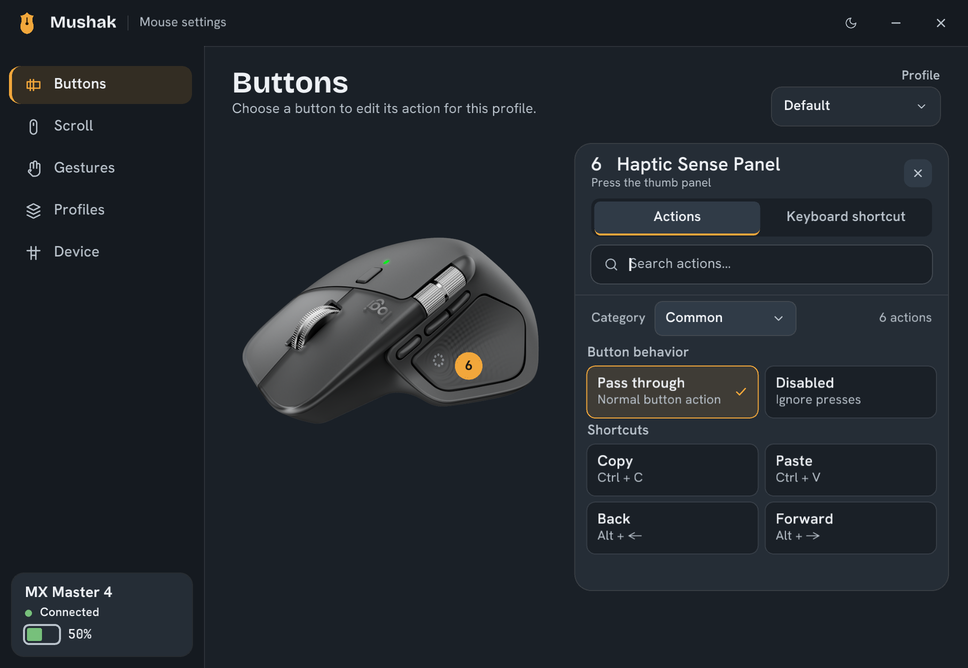 Mushak
Mouse settings
Buttons
Scroll
Gestures
Profiles
Device
MX Master 4
Connected
50%
Buttons
Choose a button to edit its action for this profile.
Profile
Default
logi
6
6 Haptic Sense Panel
Press the thumb panel
Actions
Keyboard shortcut
Search actions...
Category
Common
6 actions
Button behavior
Pass through
Normal button action
Disabled
Ignore presses
Shortcuts
Copy
Ctrl + C
Paste
Ctrl + V
Back
Alt + ←
Forward
Alt + →